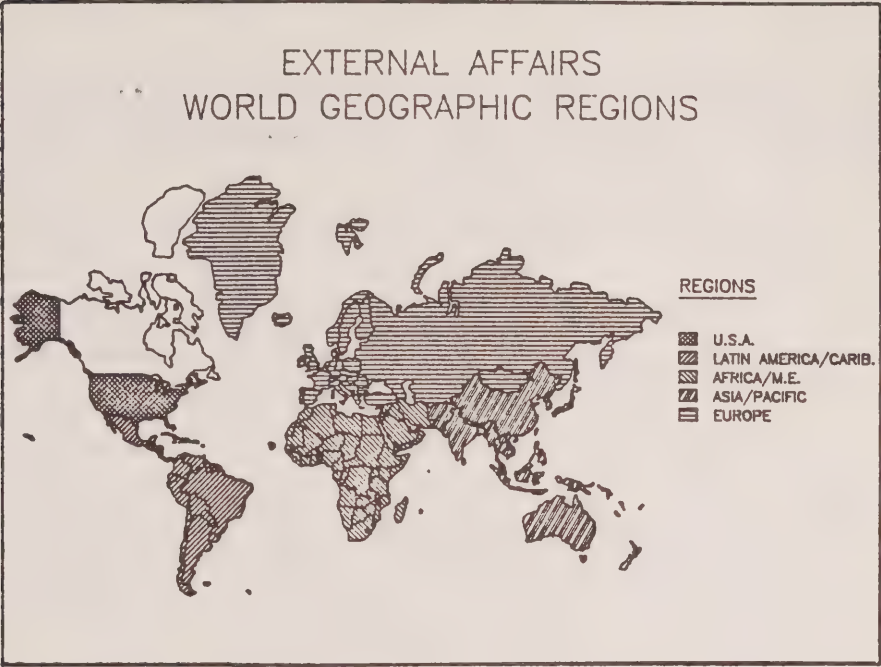 EXTERNAL AFFAIRS
WORLD GEOGRAPHIC REGIONS
REGIONS
U.S.A.
LATIN AMERICA/CARIB.
AFRICA/M.E.
ASIA/PACIFIC
EUROPE